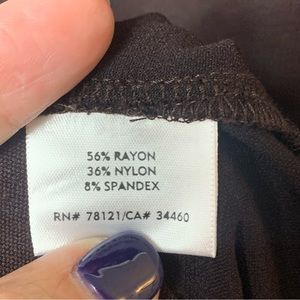 56% RAYON
36% NYLON
8% SPANDEX
RN# 78121/CA# 34460